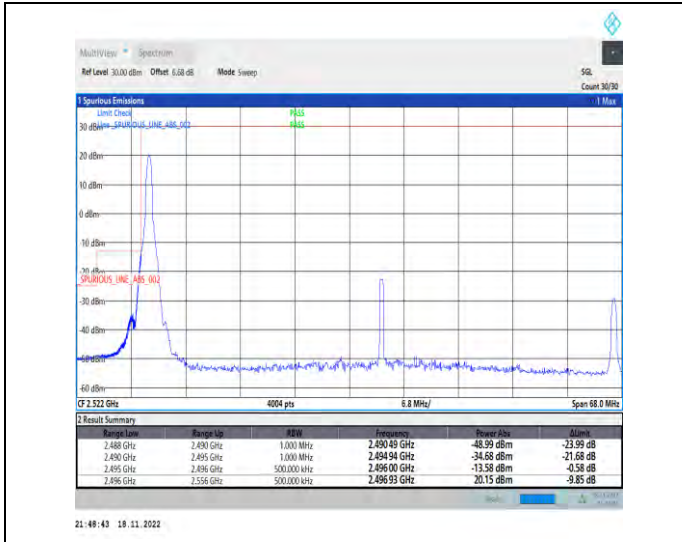 MultiView Spectrum
Ref Level 30.00 dBm Offset 6.68 dB Mode Sweep SGL
Count 30/30
1 Spurious Emissions 1 Max
Limit Check PASS
30 dBm Line _SPURIOUS_LINE_ABS_002 PASS
20 dBm
10 dBm
0 dBm
-10 dBm
-20 dBm
_SPURIOUS_LINE_ABS_002
-30 dBm
-40 dBm
-50 dBm
-60 dBm
CF 2.522 GHz 4004 pts 6.8 MHz/ Span 68.0 MHz
2 Result Summary
Range Low Range Up RBW Frequency Power Abs ΔLimit
2.488 GHz 2.490 GHz 1.000 MHz 2.490 49 GHz -48.99 dBm -23.99 dB
2.490 GHz 2.495 GHz 1.000 MHz 2.494 94 GHz -34.68 dBm -21.68 dB
2.495 GHz 2.496 GHz 500.000 kHz 2.496 00 GHz -13.58 dBm -0.58 dB
2.496 GHz 2.556 GHz 500.000 kHz 2.496 93 GHz 20.15 dBm -9.85 dB
21:48:43 18.11.2022